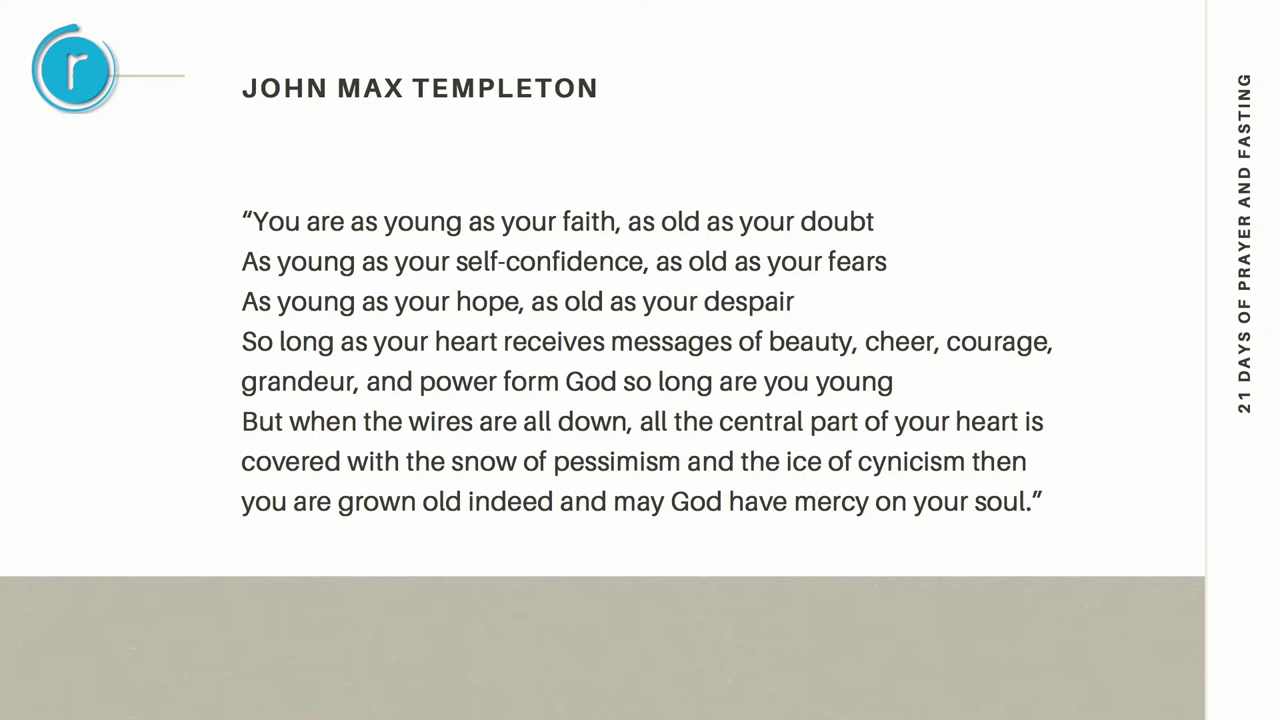 r
JOHN MAX TEMPLETON
“You are as young as your faith, as old as your doubt
As young as your self-confidence, as old as your fears
As young as your hope, as old as your despair
So long as your heart receives messages of beauty, cheer, courage,
grandeur, and power form God so long are you young
But when the wires are all down, all the central part of your heart is
covered with the snow of pessimism and the ice of cynicism then
you are grown old indeed and may God have mercy on your soul.”
21 DAYS OF PRAYER AND FASTING